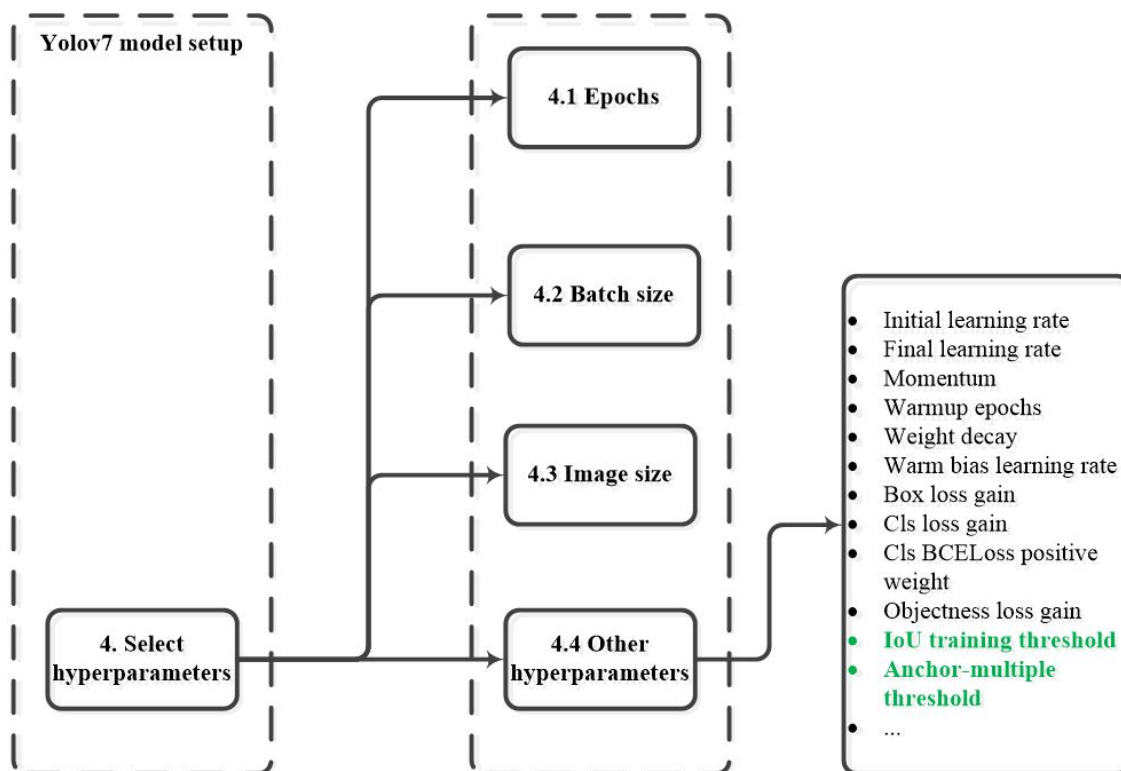 Yolov7 model setup
4.1 Epochs
4.2 Batch size
4.3 Image size
4. Select
hyperparameters
4.4 Other
hyperparameters
• Initial learning rate
• Final learning rate
• Momentum
• Warmup epochs
• Weight decay
• Warm bias learning rate
• Box loss gain
• Cls loss gain
• Cls BCELoss positive
weight
• Objectness loss gain
• IoU training threshold
• Anchor-multiple
threshold
• ...